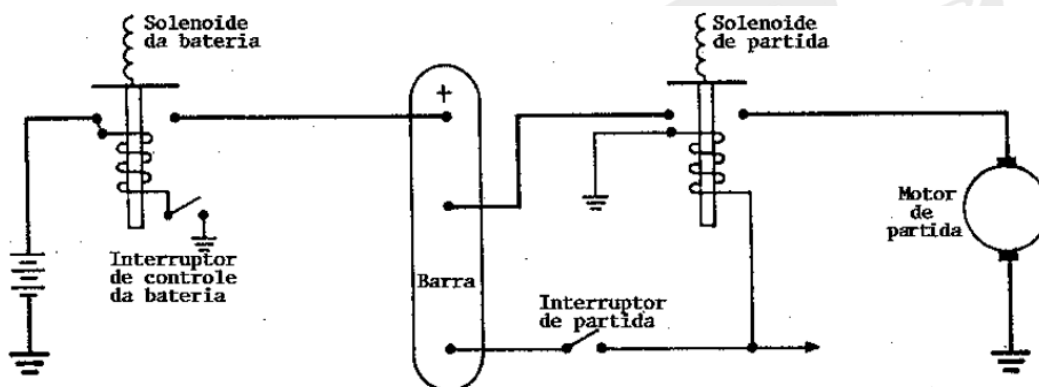 Solenoide
da bateria
Solenoide
de partida
+
Interruptor
de controle
da bateria
Barra
Interruptor
de partida
Motor
de
partida